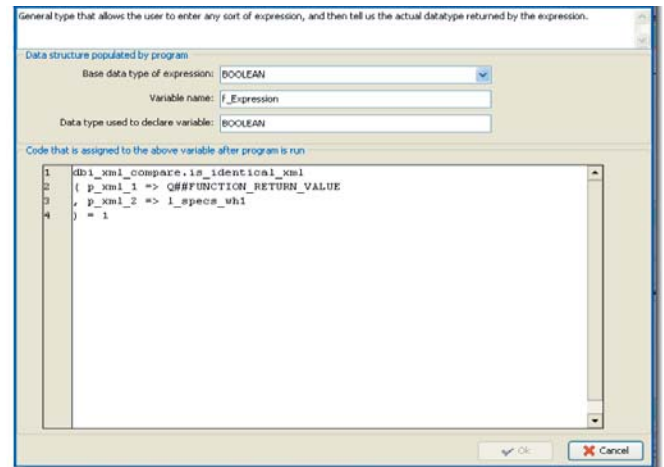 General type that allows the user to enter any sort of expression, and then tell us the actual datatype returned by the expression.
Data structure populated by program
Base data type of expression: BOOLEAN
Variable name: f_Expression
Data type used to declare variable: BOOLEAN
Code that is assigned to the above variable after program is run
1 dbi_xml_compare.is_identical_xml
2 ( p_xml_1 => Q##FUNCTION_RETURN_VALUE
3 , p_xml_2 => l_specs_wh1
4 ) = 1
Ok Cancel